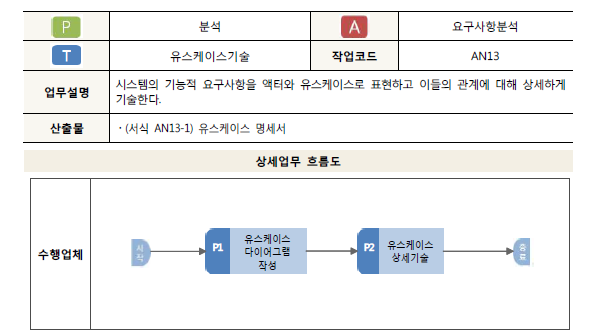 P 분석 A 요구사항분석
T 유스케이스기술 작업코드 AN13
업무설명 시스템의 기능적 요구사항을 액터와 유스케이스로 표현하고 이들의 관계에 대해 상세하게
기술한다.
산출물 · (서식 AN13-1) 유스케이스 명세서
상세업무 흐름도
수행업체
시
작
P1
유스케이스
다이어그램
작성
P2
유스케이스
상세기술
종
료